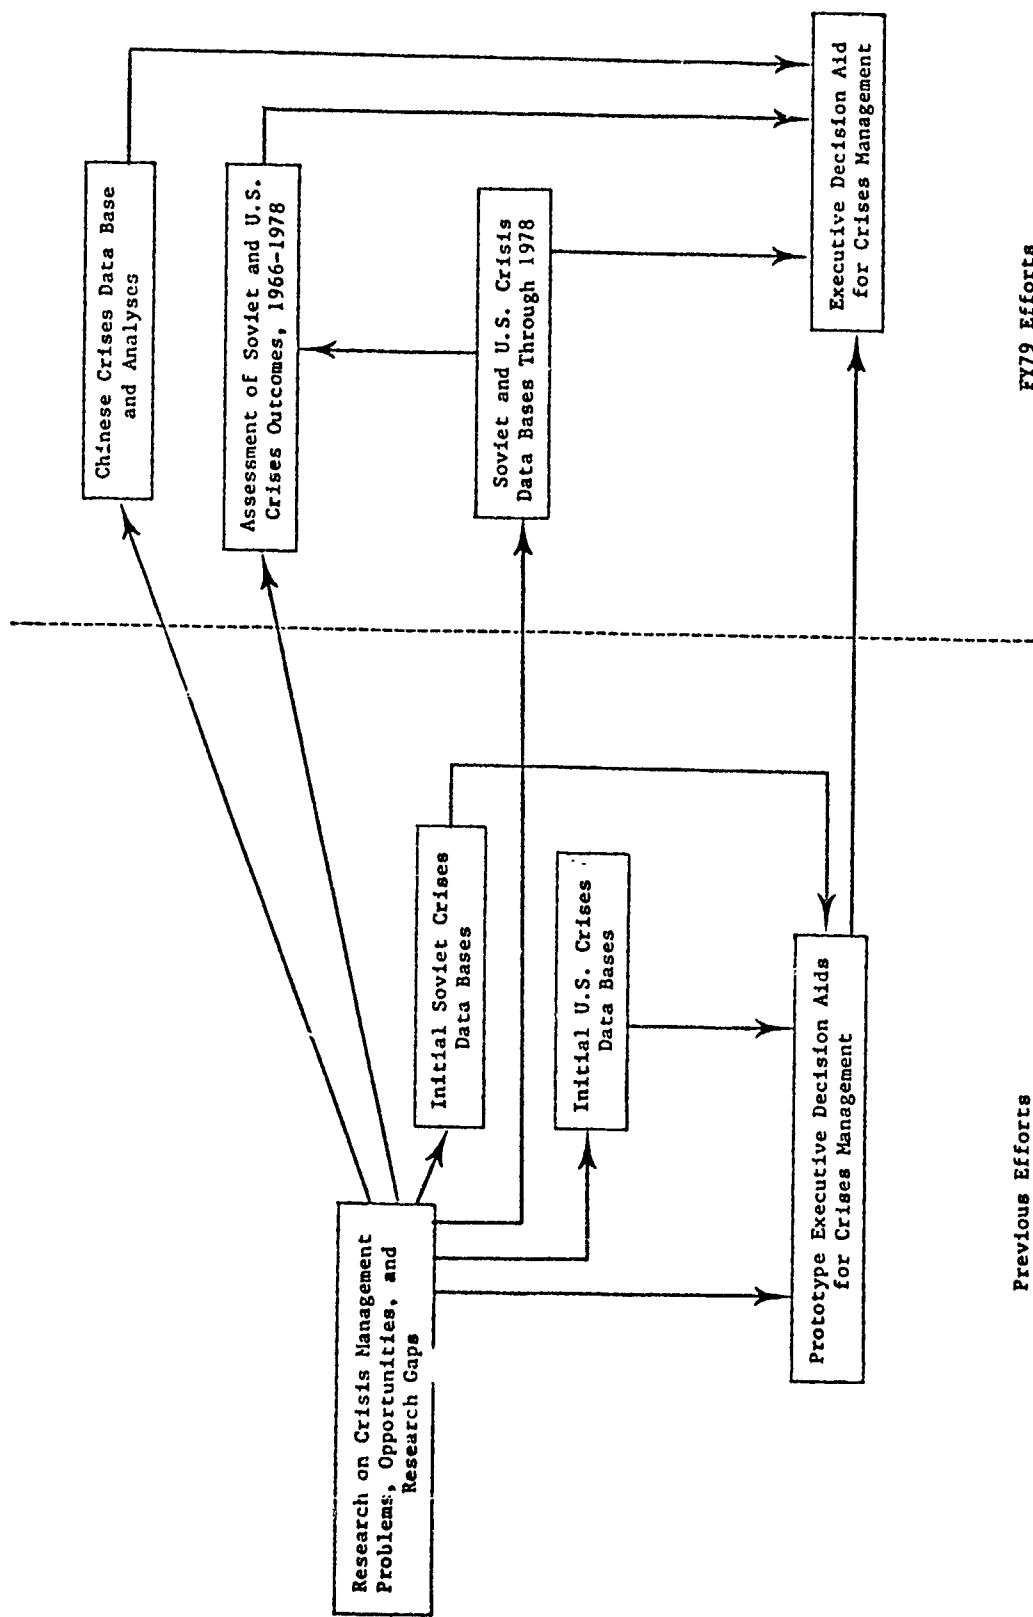 Research on Crisis Management
Problems, Opportunities, and
Research Gaps
Initial Soviet Crises
Data Bases
Initial U.S. Crises
Data Bases
Prototype Executive Decision Aids
for Crises Management
Previous Efforts
Chinese Crises Data Base
and Analyses
Assessment of Soviet and U.S.
Crises Outcomes, 1966-1978
Soviet and U.S. Crisis
Data Bases Through 1978
Executive Decision Aid
for Crises Management
FY79 Efforts